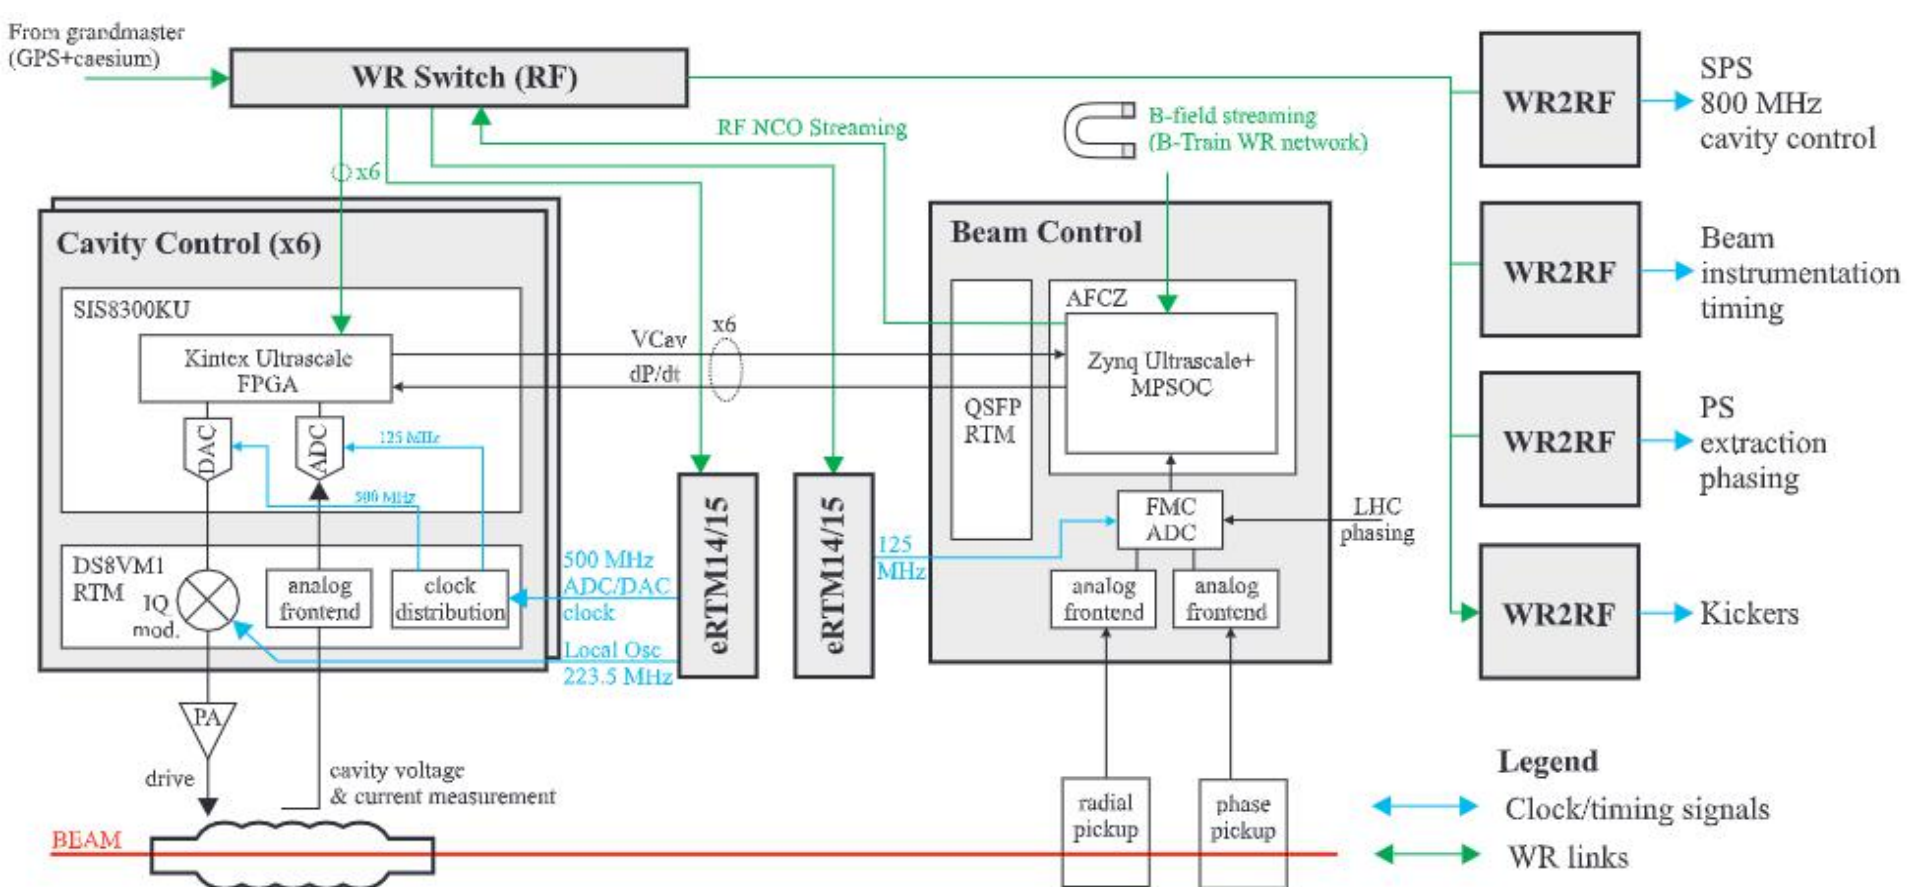 From grandmaster
(GPS+caesium)
WR Switch (RF)
RF NCO Streaming
x6
B-field streaming
(B-Train WR network)
WR2RF
SPS
800 MHz
cavity control
Cavity Control (x6)
SIS8300KU
Kintex Ultrascale
FPGA
DAC
ADC
125 MHz
500 MHz
DS8VM1
RTM
IQ
mod.
analog
frontend
clock
distribution
VCav
dP/dt
x6
500 MHz
ADC/DAC
clock
Local Osc
223.5 MHz
eRTM14/15
eRTM14/15
125
MHz
Beam Control
QSFP
RTM
AFCZ
Zynq Ultrascale+
MPSOC
FMC
ADC
LHC
phasing
analog
frontend
analog
frontend
WR2RF
Beam
instrumentation
timing
WR2RF
PS
extraction
phasing
WR2RF
Kickers
PA
drive
cavity voltage
& current measurement
BEAM
radial
pickup
phase
pickup
Legend
Clock/timing signals
WR links